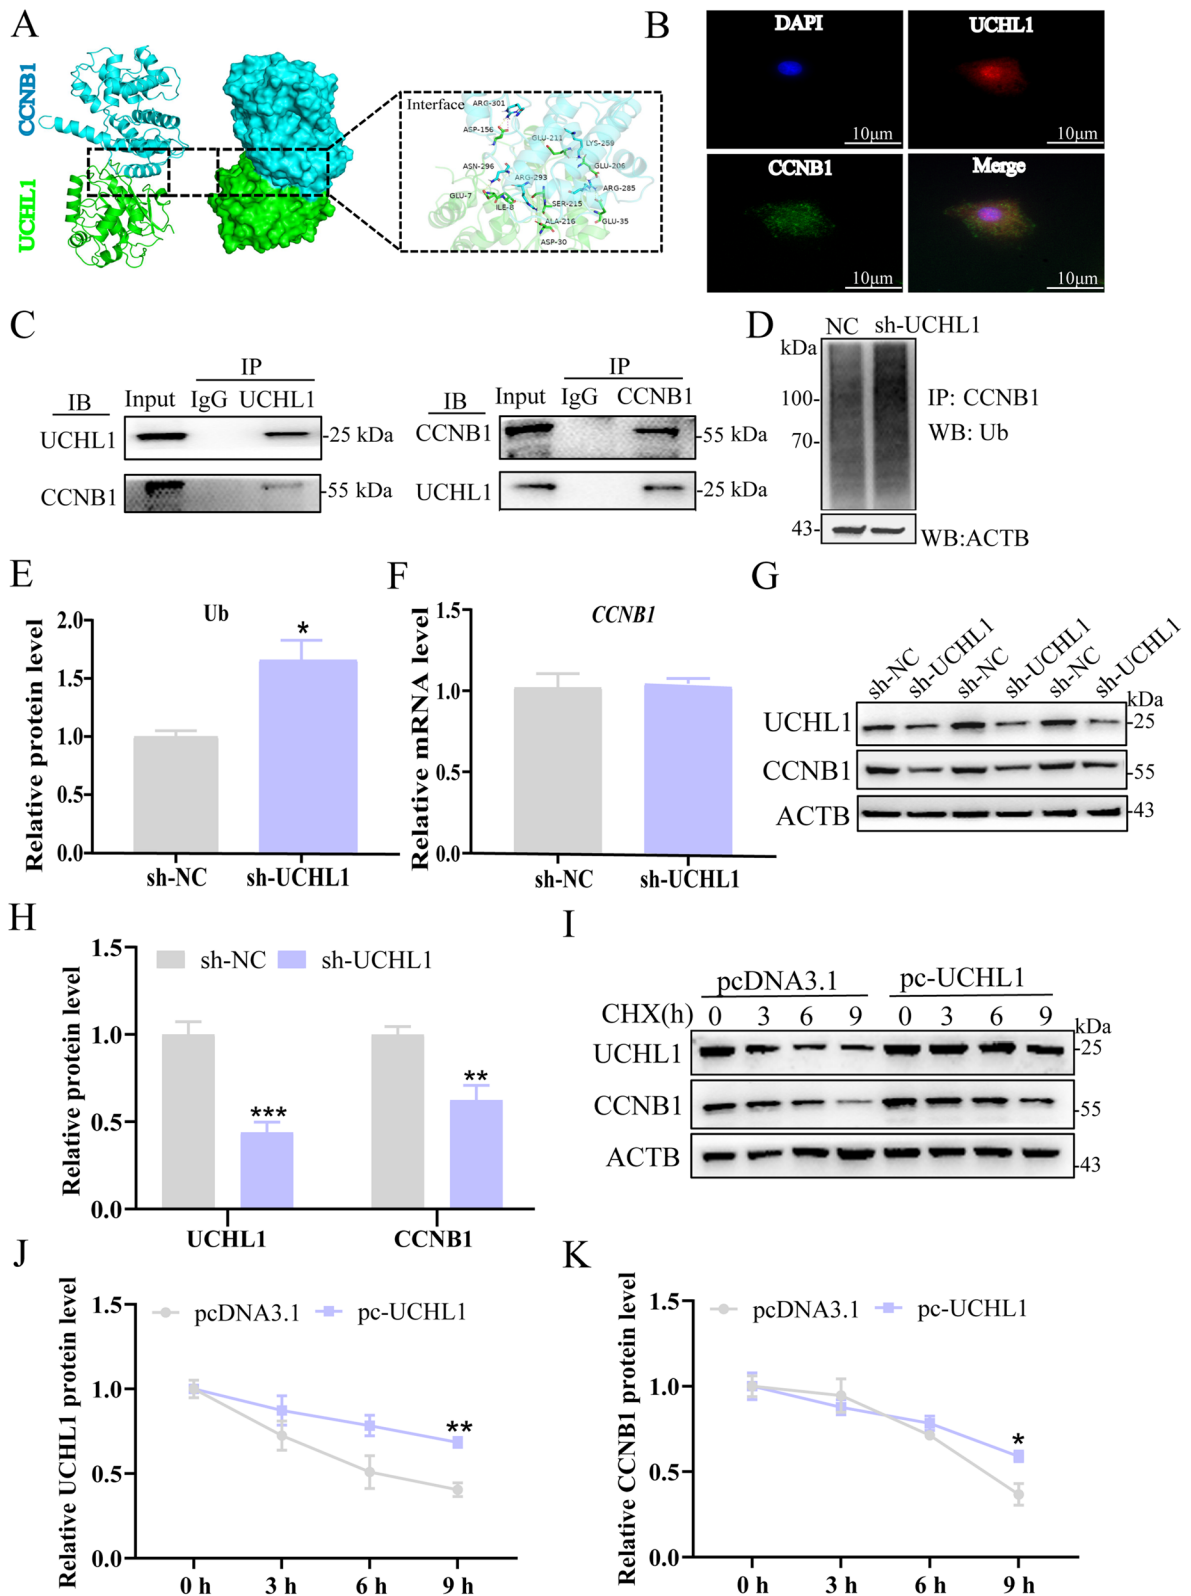 A
CCNB1
UCHL1
Interface
ARG-301
ASP-156
GLU-211
LYS-259
ASN-296
GLU-206
ARG-293
ARG-285
GLU-7
ILE-8
SER-215
ALA-216
GLU-35
ASP-30
B
DAPI
UCHL1
10μm
10μm
CCNB1
Merge
10μm
10μm
C
IP
IB
Input IgG UCHL1
UCHL1
-25 kDa
CCNB1
-55 kDa
IP
IB
Input IgG CCNB1
CCNB1
-55 kDa
UCHL1
-25 kDa
D
NC sh-UCHL1
kDa
100-
70-
IP: CCNB1
WB: Ub
43-
WB:ACTB
E
Ub
Relative protein level
2.0
1.5
1.0
0.5
0.0
sh-NC sh-UCHL1
*
F
CCNB1
Relative mRNA level
1.5
1.0
0.5
0.0
sh-NC sh-UCHL1
G
sh-NC sh-UCHL1 sh-NC sh-UCHL1 sh-NC sh-UCHL1
kDa
UCHL1
-25
CCNB1
-55
ACTB
-43
H
sh-NC sh-UCHL1
Relative protein level
1.5
1.0
0.5
0.0
***
**
UCHL1 CCNB1
I
pcDNA3.1 pc-UCHL1
CHX(h) 0 3 6 9 0 3 6 9
kDa
UCHL1
-25
CCNB1
-55
ACTB
-43
J
pcDNA3.1 pc-UCHL1
Relative UCHL1 protein level
1.5
1.0
0.5
0.0
**
0 h 3 h 6 h 9 h
K
pcDNA3.1 pc-UCHL1
Relative CCNB1 protein level
1.5
1.0
0.5
0.0
*
0 h 3 h 6 h 9 h